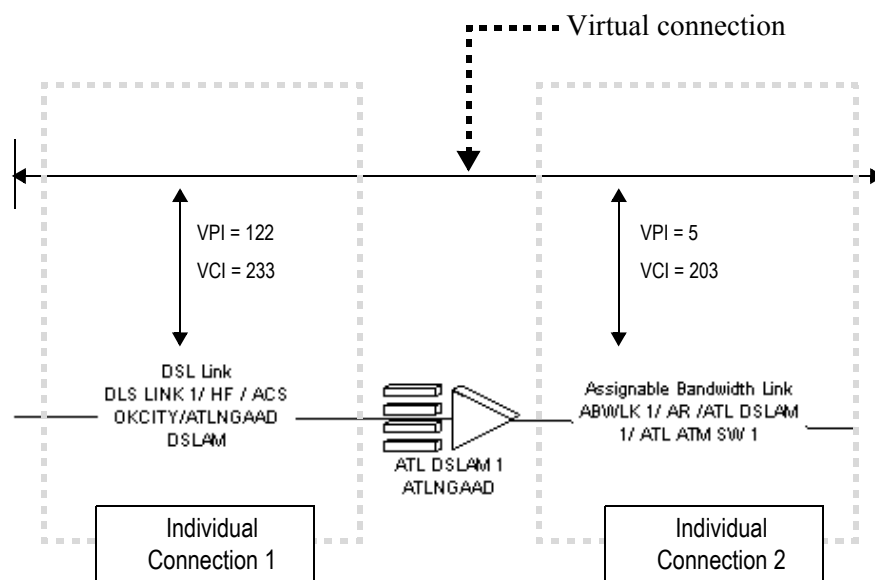 Virtual connection
VPI = 122
VCI = 233
VPI = 5
VCI = 203
DSL Link
DLS LINK 1/ HF / ACS
OKCITY/ATLNGAAD
DSLAM
ATL DSLAM 1
ATLNGAAD
Assignable Bandwidth Link
ABWLK 1/ AR /ATL DSLAM
1/ ATL ATM SW 1
Individual
Connection 1
Individual
Connection 2